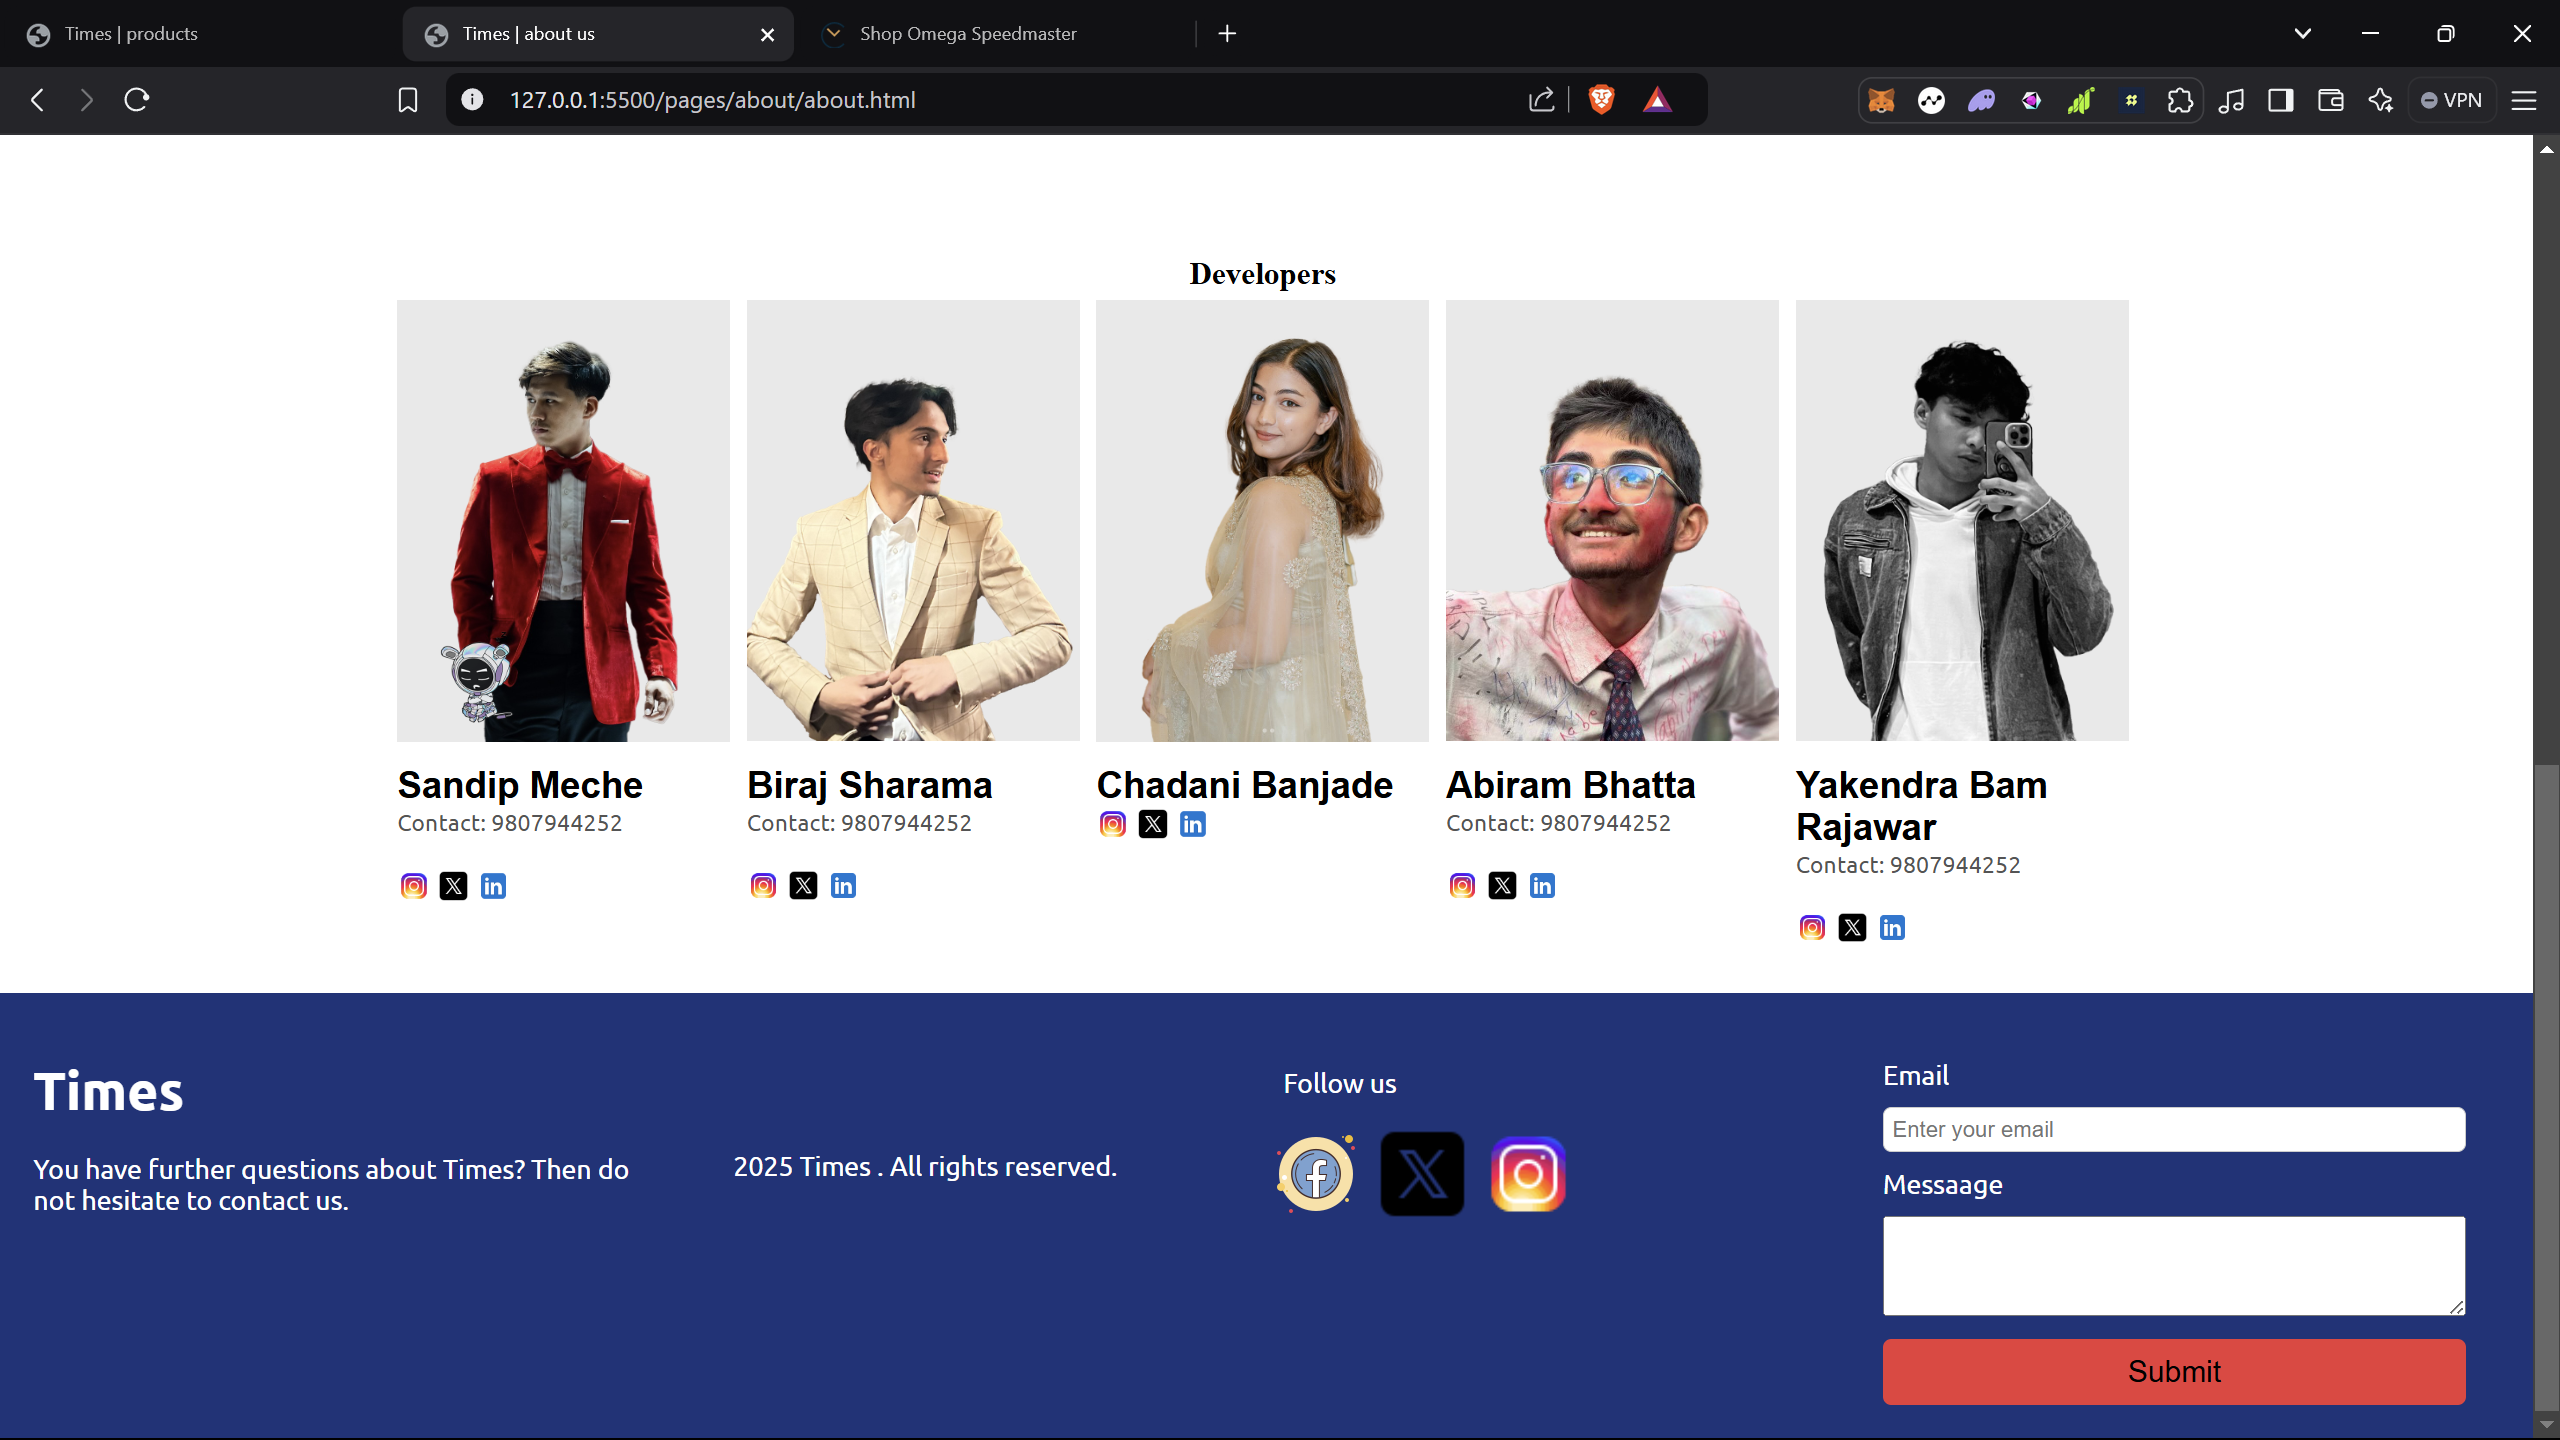 Times | products
Times | about us
Shop Omega Speedmaster
127.0.0.1:5500/pages/about/about.html
VPN
Developers
Sandip Meche
Contact: 9807944252
Biraj Sharama
Contact: 9807944252
Chadani Banjade
Abiram Bhatta
Contact: 9807944252
Yakendra Bam
Rajawar
Contact: 9807944252
Times
You have further questions about Times? Then do
not hesitate to contact us.
2025 Times . All rights reserved.
Follow us
Email
Enter your email
Messaage
Submit